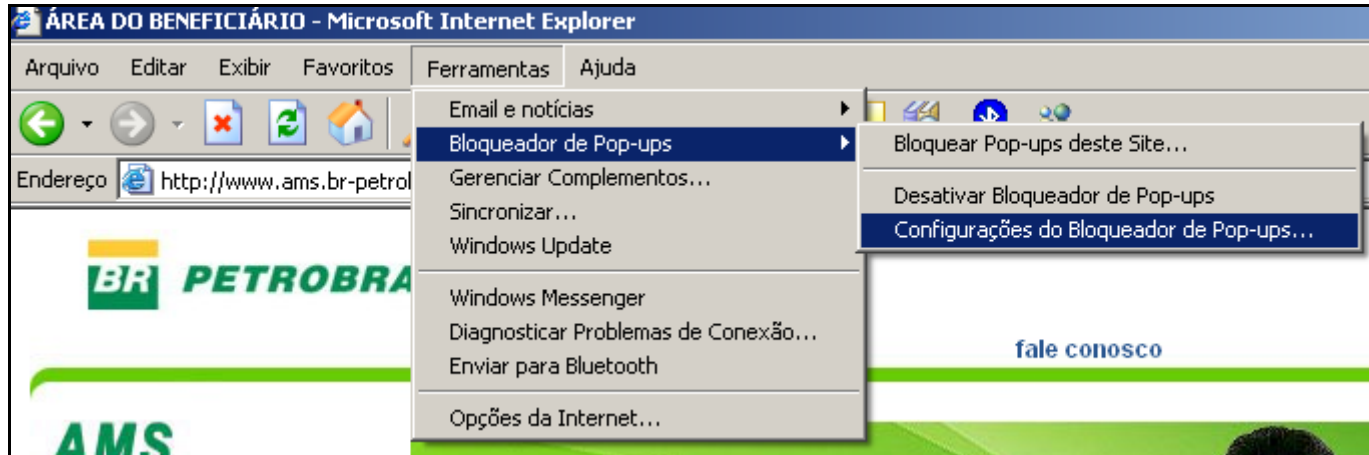 ÁREA DO BENEFICIÁRIO - Microsoft Internet Explorer
Arquivo Editar Exibir Favoritos Ferramentas Ajuda
Email e notícias
Bloqueador de Pop-ups
Bloquear Pop-ups deste Site...
Endereço http://www.ams.br-petrol
Gerenciar Complementos...
Desativar Bloqueador de Pop-ups
Sincronizar...
Configurações do Bloqueador de Pop-ups...
Windows Update
BR PETROBRA
Windows Messenger
Diagnosticar Problemas de Conexão...
fale conosco
Enviar para Bluetooth
Opções da Internet...
AMS